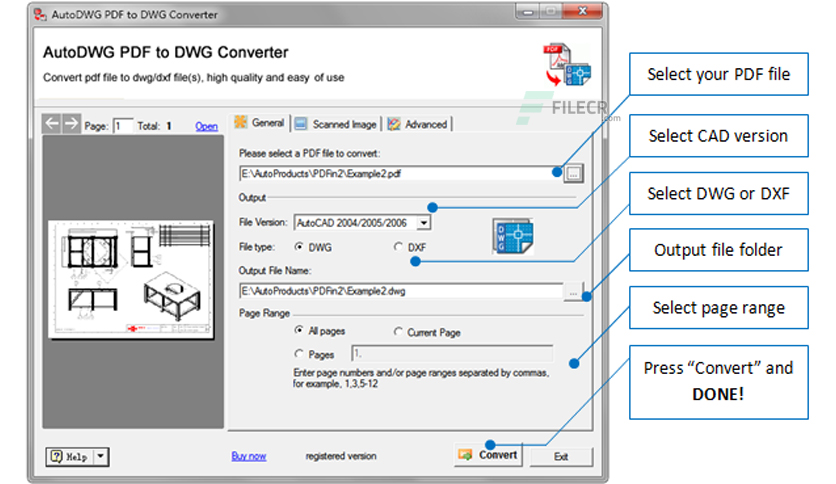 AutoDWG PDF to DWG Converter
AutoDWG PDF to DWG Converter
Convert pdf file to dwg/dxf file(s), high quality and easy of use
PDF
DWG
FILECR
.com
Page: 1 Total: 1 Open
General
Scanned Image
Advanced
Please select a PDF file to convert:
E:\AutoProducts\PDFin2\Example2.pdf
...
Output
File Version: AutoCAD 2004/2005/2006
DWG
File type: DWG DXF
Output File Name:
E:\AutoProducts\PDFin2\Example2.dwg
...
Page Range
All pages Current Page
Pages 1,
Enter page numbers and/or page ranges separated by commas,
for example, 1,3,5-12
Help
Buy now
registered version
Convert
Exit
Select your PDF file
Select CAD version
Select DWG or DXF
Output file folder
Select page range
Press “Convert” and
DONE!